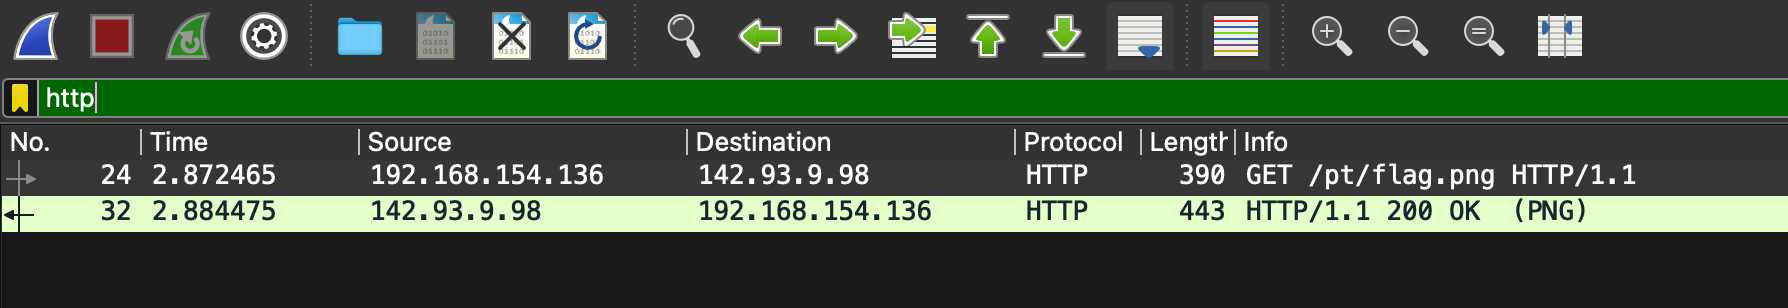 http
No. Time Source Destination Protocol Length Info
24 2.872465 192.168.154.136 142.93.9.98 HTTP 390 GET /pt/flag.png HTTP/1.1
32 2.884475 142.93.9.98 192.168.154.136 HTTP 443 HTTP/1.1 200 OK (PNG)